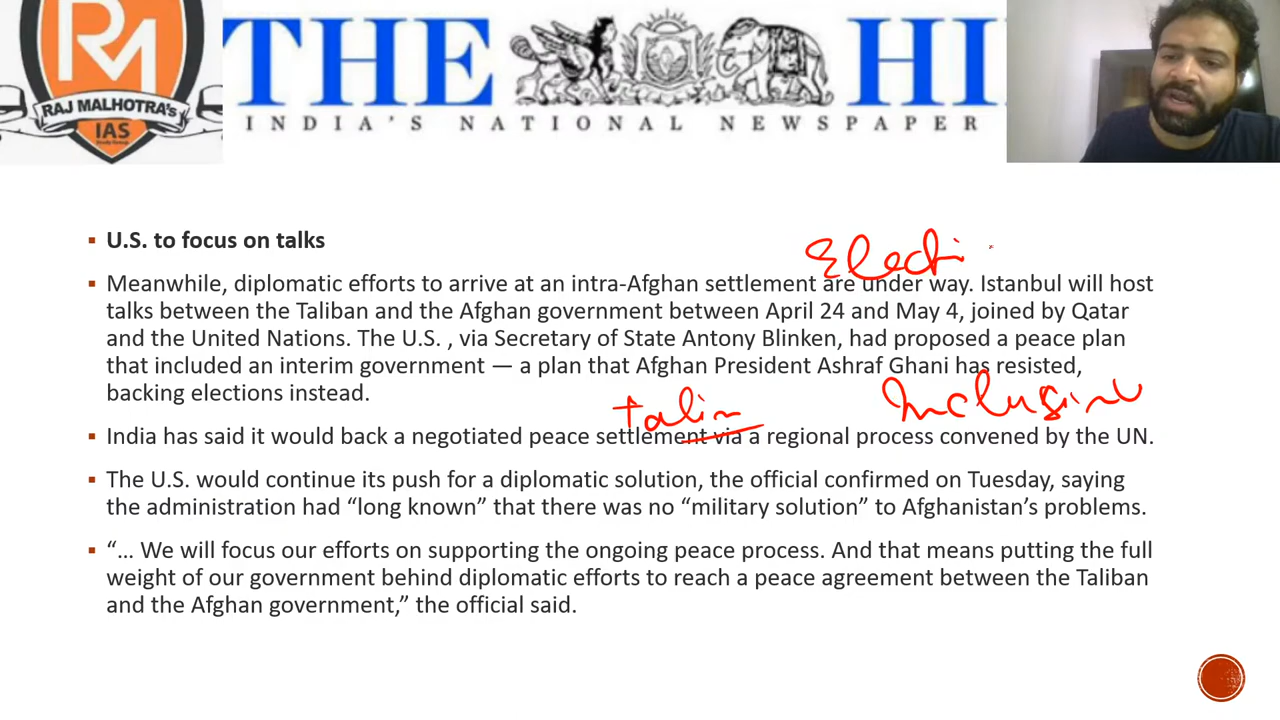 RM
RAJ MALHOTRA's
IAS
Study Group
THE HI
INDIA'S NATIONAL NEWSPAPER
U.S. to focus on talks
Electi
Meanwhile, diplomatic efforts to arrive at an intra-Afghan settlement are under way. Istanbul will host
talks between the Taliban and the Afghan government between April 24 and May 4, joined by Qatar
and the United Nations. The U.S. , via Secretary of State Antony Blinken, had proposed a peace plan
that included an interim government — a plan that Afghan President Ashraf Ghani has resisted,
backing elections instead.
Inclusive
India has said it would back a negotiated peace settlement via a regional process convened by the UN.
The U.S. would continue its push for a diplomatic solution, the official confirmed on Tuesday, saying
the administration had “long known” that there was no “military solution” to Afghanistan’s problems.
“… We will focus our efforts on supporting the ongoing peace process. And that means putting the full
weight of our government behind diplomatic efforts to reach a peace agreement between the Taliban
and the Afghan government,” the official said.